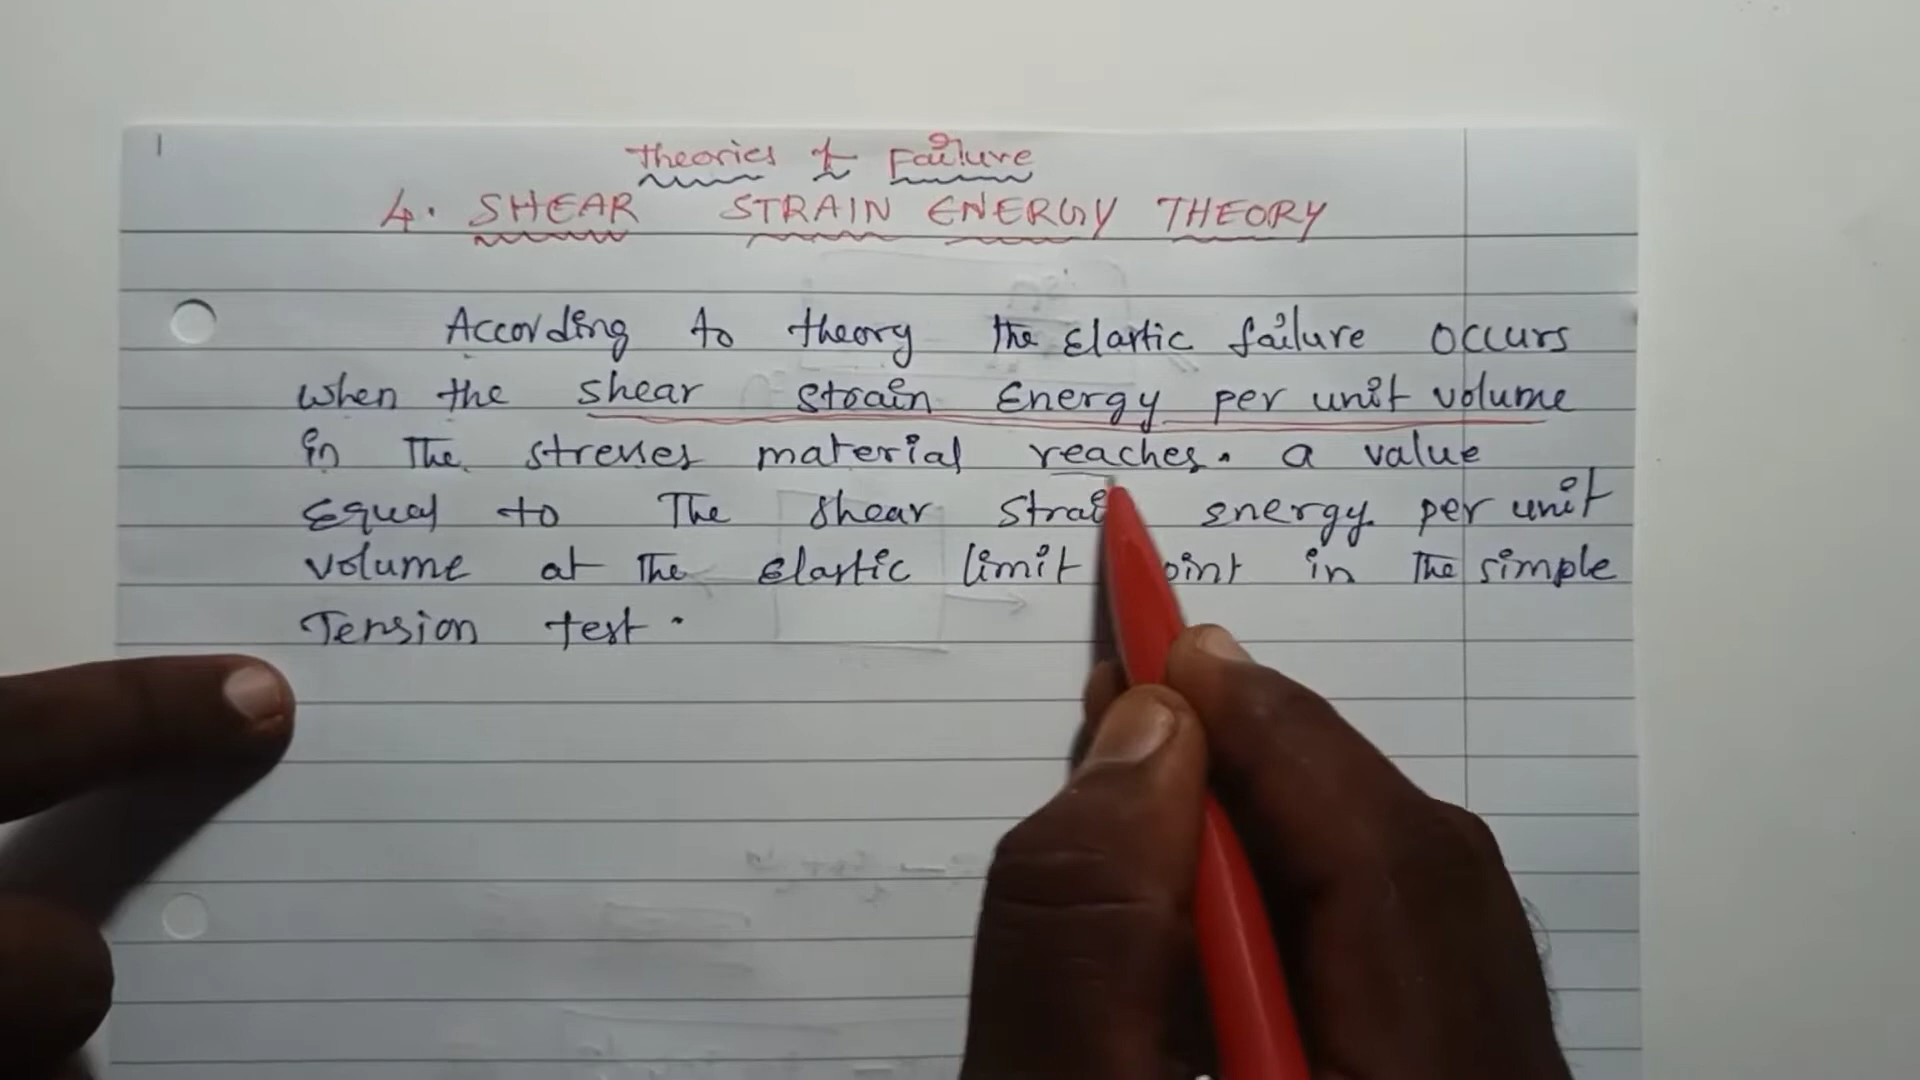 Theories of Failure
4. SHEAR STRAIN ENERGY THEORY
According to theory the Elastic failure occurs
when the shear strain Energy per unit volume
in The stresses material reaches. a value
Equal to The shear strai energy per unit
volume at The Elastic limit oint in The simple
Tension test.